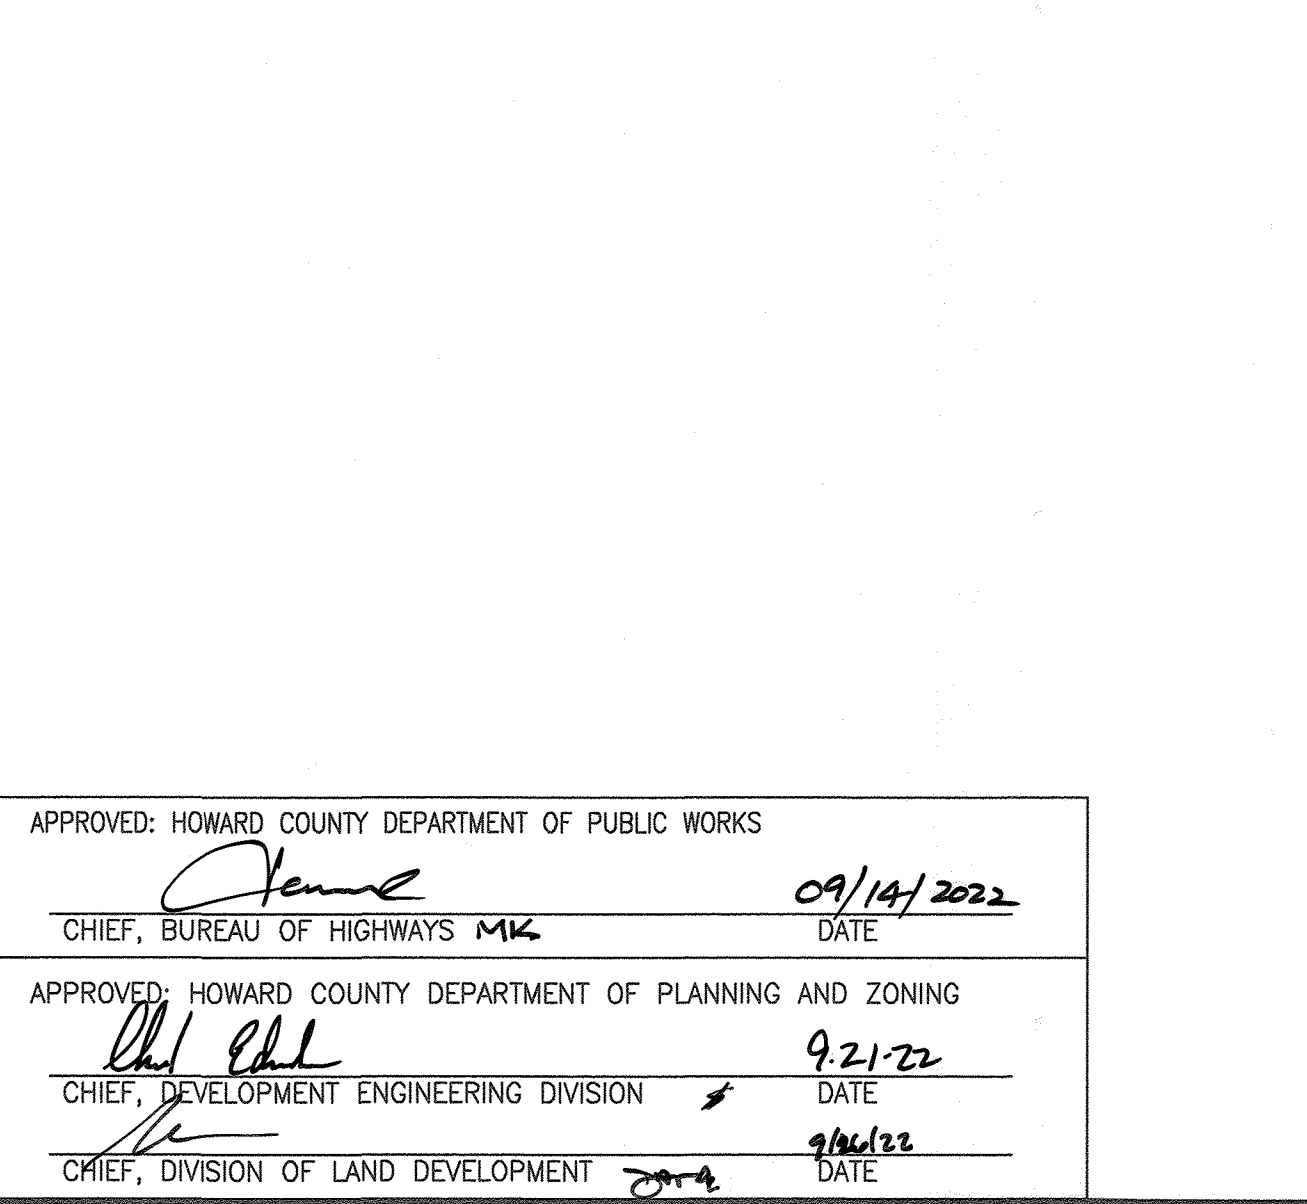 APPROVED: HOWARD COUNTY DEPARTMENT OF PUBLIC WORKS
09/14/2022
CHIEF, BUREAU OF HIGHWAYS MK DATE
APPROVED: HOWARD COUNTY DEPARTMENT OF PLANNING AND ZONING
9.21.22
CHIEF, DEVELOPMENT ENGINEERING DIVISION DATE
9/26/22
CHIEF, DIVISION OF LAND DEVELOPMENT DATE